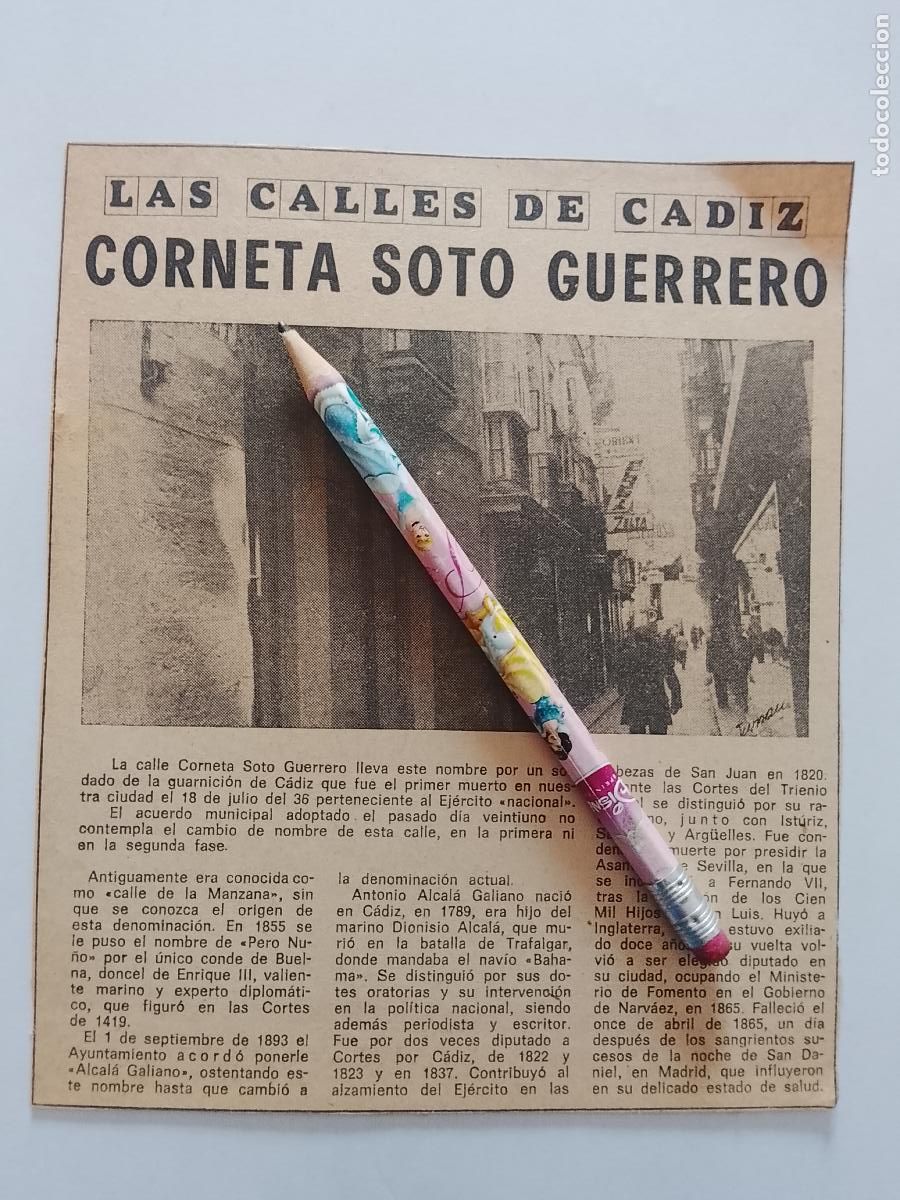 todocoleccion
LAS CALLES DE CADIZ
CORNETA SOTO GUERRERO
ORIENT
ZELTA
La calle Corneta Soto Guerrero lleva este nombre por un so
dado de la guarnición de Cádiz que fue el primer muerto en nues-
tra ciudad el 18 de julio del 36 perteneciente al Ejército «nacional».
El acuerdo municipal adoptado el pasado día veintiuno no
contempla el cambio de nombre de esta calle, en la primera ni
en la segunda fase.
Antiguamente era conocida co-
mo «calle de la Manzana», sin
que se conozca el origen de
esta denominación. En 1855 se
le puso el nombre de «Pero Nu-
ño» por el único conde de Buel-
na, doncel de Enrique III, valien-
te marino y experto diplomáti-
co, que figuró en las Cortes
de 1419.
El 1 de septiembre de 1893 el
Ayuntamiento acordó ponerle
«Alcalá Galiano», ostentando es-
te nombre hasta que cambió a
la denominación actual.
Antonio Alcalá Galiano nació
en Cádiz, en 1789, era hijo del
marino Dionisio Alcalá, que mu-
rió en la batalla de Trafalgar,
donde mandaba el navío «Baha-
ma». Se distinguió por sus do-
tes oratorias y su intervención
en la política nacional, siendo
además periodista y escritor.
Fue por dos veces diputado a
Cortes por Cádiz, de 1822 y
1823 y en 1837. Contribuyó al
alzamiento del Ejército en las
bezas de San Juan en 1820.
ante las Cortes del Trienio
l se distinguió por su ra-
no, junto con Istúriz,
y Argüelles. Fue con-
den muerte por presidir la
Asam e Sevilla, en la que
se in a Fernando VII,
tras la ón de los Cien
Mil Hijos n Luis. Huyó a
Inglaterra, estuvo exilia-
do doce año su vuelta vol-
vió a ser elegido diputado en
su ciudad, ocupando el Ministe-
rio de Fomento en el Gobierno
de Narváez, en 1865. Falleció el
once de abril de 1865, un día
después de los sangrientos su-
cesos de la noche de San Da-
niel, en Madrid, que influyeron
en su delicado estado de salud.